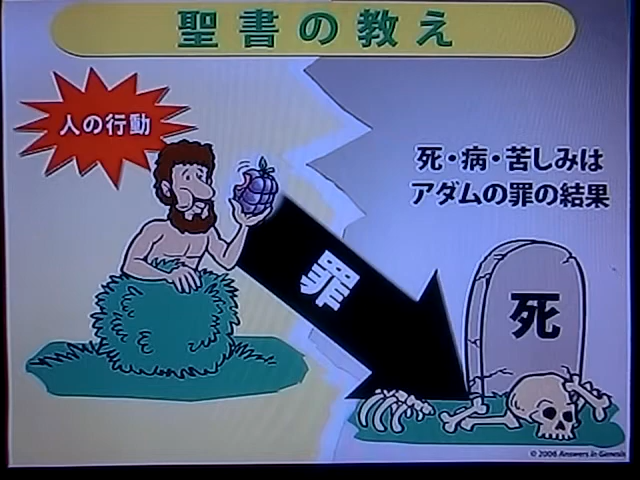 聖書の教え
人の行動
死・病・苦しみは
アダムの罪の結果
罪
死
© 2006 Answers in Genesis